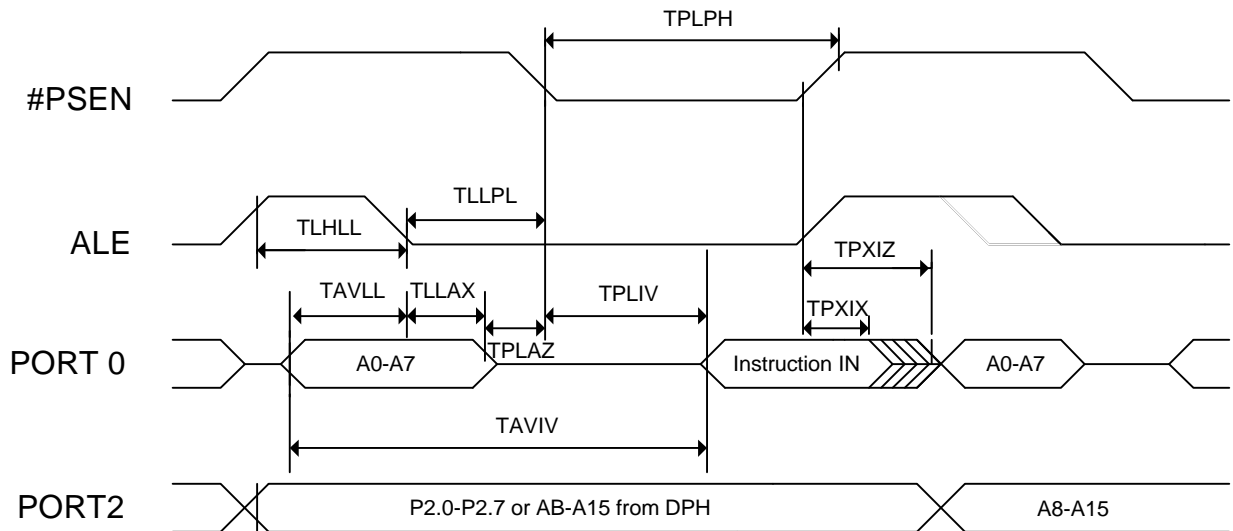 TPLPH
#PSEN
TLLPL
TLHLL
ALE
TPXIZ
TAVLL
TLLAX
TPLIV
TPXIX
TPLAZ
PORT 0
A0-A7
Instruction IN
A0-A7
TAVIV
PORT2
P2.0-P2.7 or AB-A15 from DPH
A8-A15